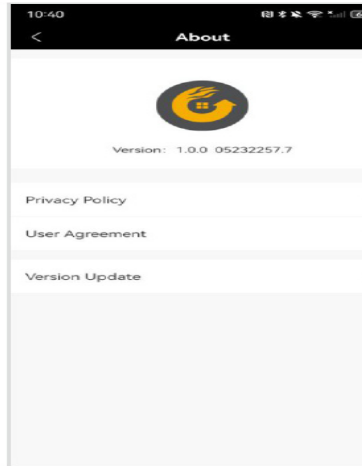 10:40
About
Version: 1.0.0 05232257.7
Privacy Policy
User Agreement
Version Update